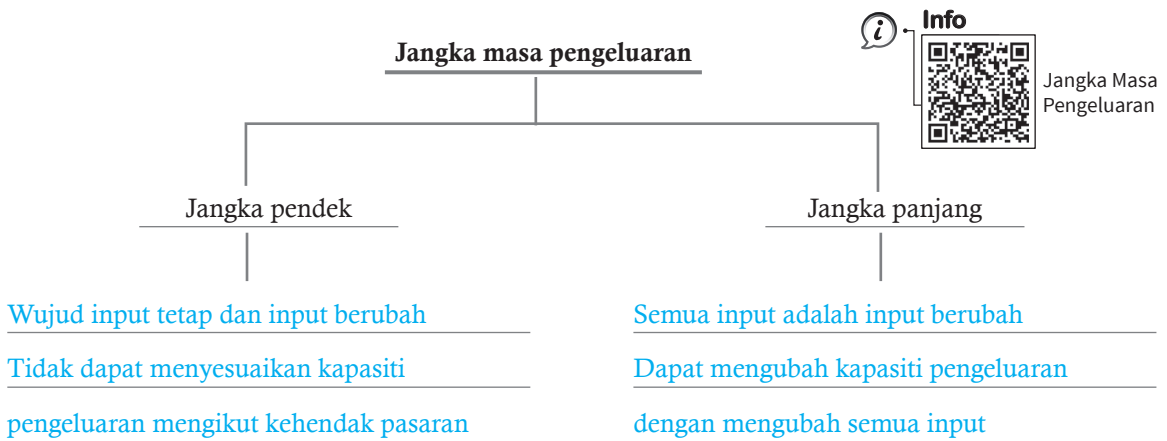 Info
Jangka masa pengeluaran
Jangka Masa
Pengeluaran
Jangka pendek
Jangka panjang
Wujud input tetap dan input berubah
Tidak dapat menyesuaikan kapasiti
pengeluaran mengikut kehendak pasaran
Semua input adalah input berubah
Dapat mengubah kapasiti pengeluaran
dengan mengubah semua input